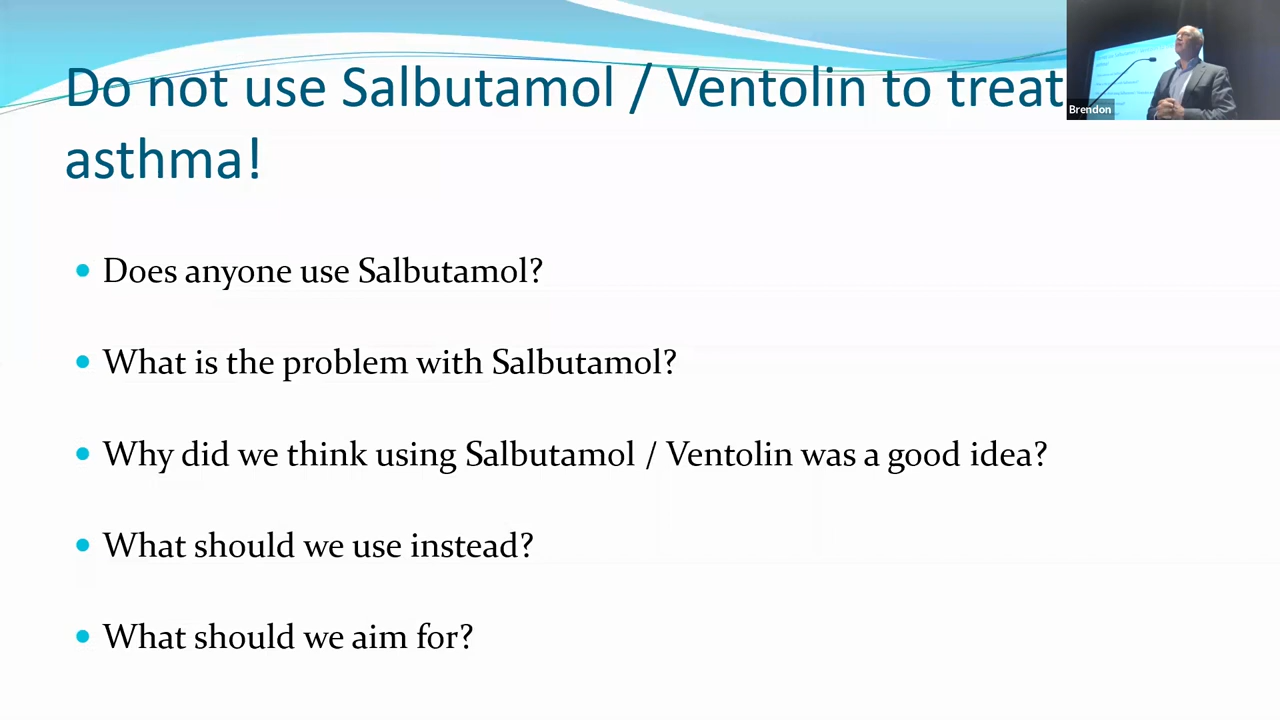 Do not use Salbutamol / Ventolin to treat
asthma!
Brendon
• Does anyone use Salbutamol?
• What is the problem with Salbutamol?
• Why did we think using Salbutamol / Ventolin was a good idea?
• What should we use instead?
• What should we aim for?